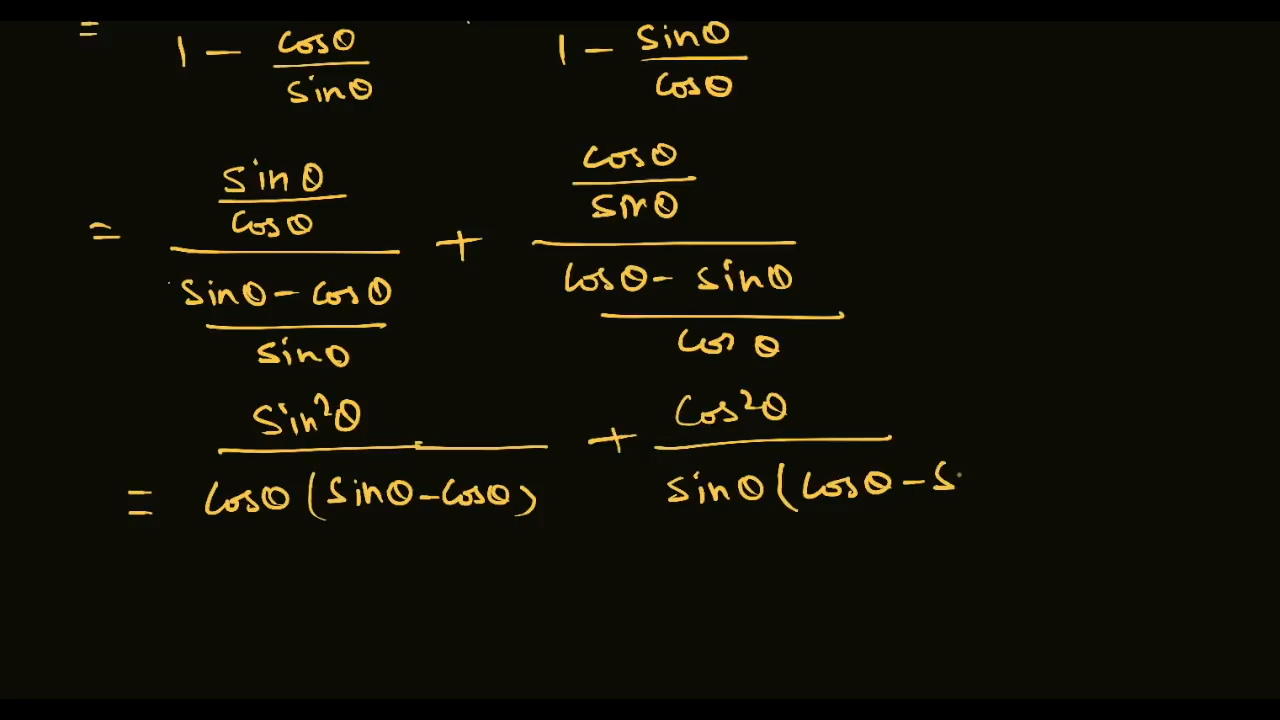 = 1 - cosθ/sinθ 1 - sinθ/cosθ
= (sinθ/cosθ)/((sinθ - cosθ)/sinθ) + (cosθ/sinθ)/((cosθ - sinθ)/cosθ)
= sin²θ/(cosθ(sinθ - cosθ)) + cos²θ/(sinθ(cosθ - s